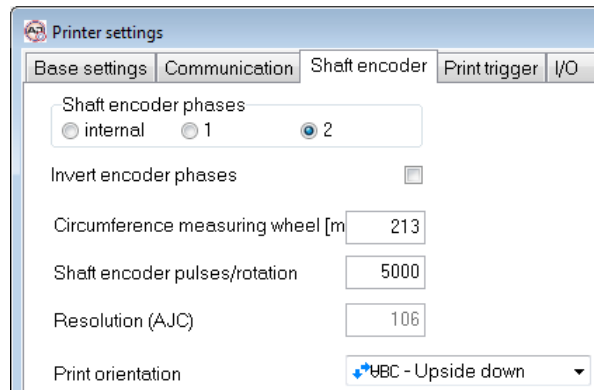 Printer settings
Base settings Communication Shaft encoder Print trigger I/O
Shaft encoder phases
internal 1 2
Invert encoder phases
Circumference measuring wheel [m 213
Shaft encoder pulses/rotation 5000
Resolution (AJC) 106
Print orientation ABC - Upside down